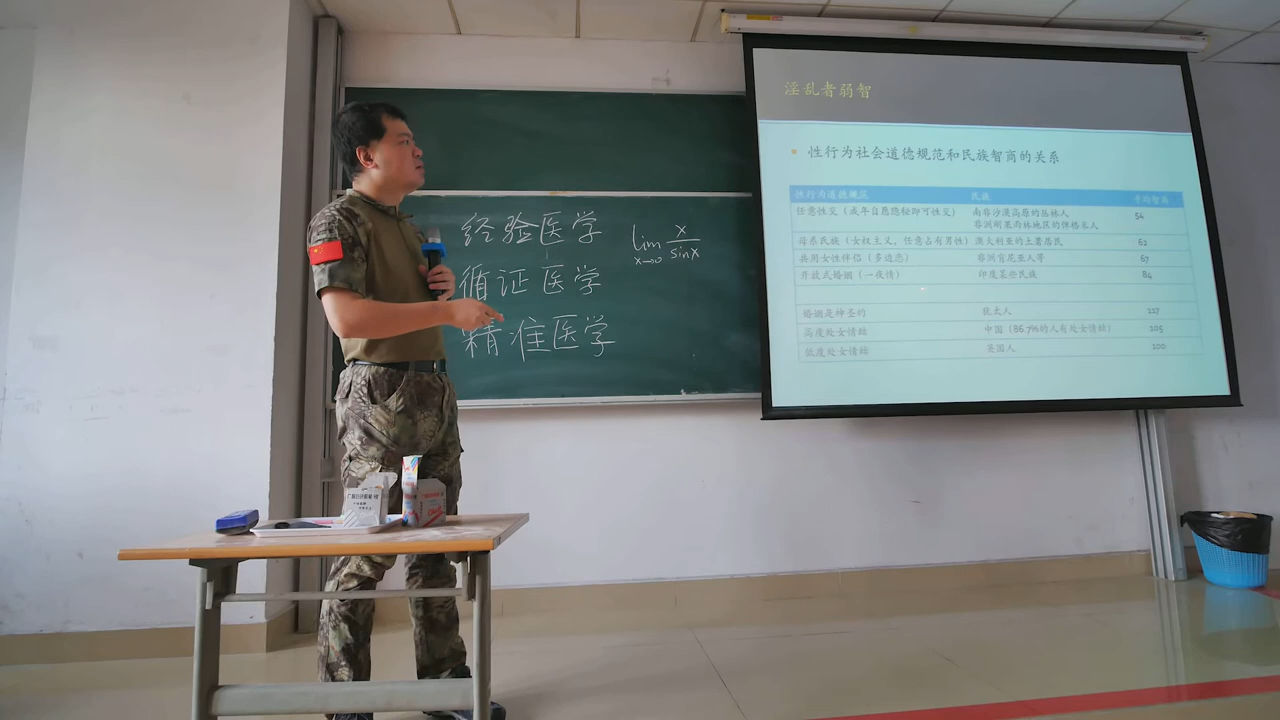 经验医学
循证医学
精准医学
lim x/sinx
x→0
淫乱者弱智
性行为社会道德规范和民族智商的关系
性行为道德规范 民族 平均智商
任意性交（成年自愿隐秘即可性交） 南非沙漠高原的丛林人 54
非洲刚果雨林地区的俾格米人
母系氏族（女权主义，任意占有男性） 澳大利亚的土著居民 62
共用女性伴侣（多边恋） 非洲肯尼亚人等 67
开放式婚姻（一夜情） 印度某些民族 84
婚姻是神圣的 犹太人 117
高度处女情结 中国（86.7%的人有处女情结） 105
低度处女情结 英国人 100